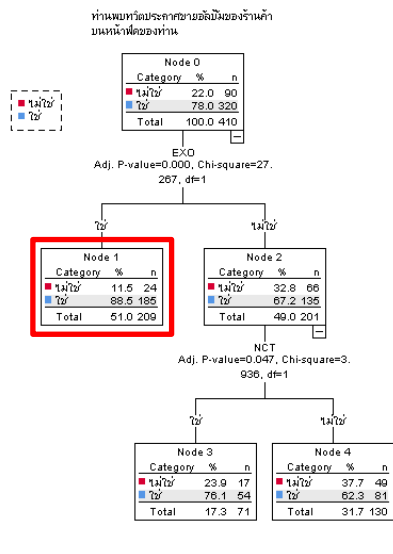 ท่านพบทวีตประกาศขายอัลบั้มของร้านค้า
บนหน้าฟีดของท่าน
ไม่ใช่
ใช่
Node 0
Category % n
ไม่ใช่ 22.0 90
ใช่ 78.0 320
Total 100.0 410
EXO
Adj. P-value=0.000, Chi-square=27.
267, df=1
ใช่
ไม่ใช่
Node 1
Category % n
ไม่ใช่ 11.5 24
ใช่ 88.5 185
Total 51.0 209
Node 2
Category % n
ไม่ใช่ 32.8 66
ใช่ 67.2 135
Total 49.0 201
NCT
Adj. P-value=0.047, Chi-square=3.
936, df=1
ใช่
ไม่ใช่
Node 3
Category % n
ไม่ใช่ 23.9 17
ใช่ 76.1 54
Total 17.3 71
Node 4
Category % n
ไม่ใช่ 37.7 49
ใช่ 62.3 81
Total 31.7 130